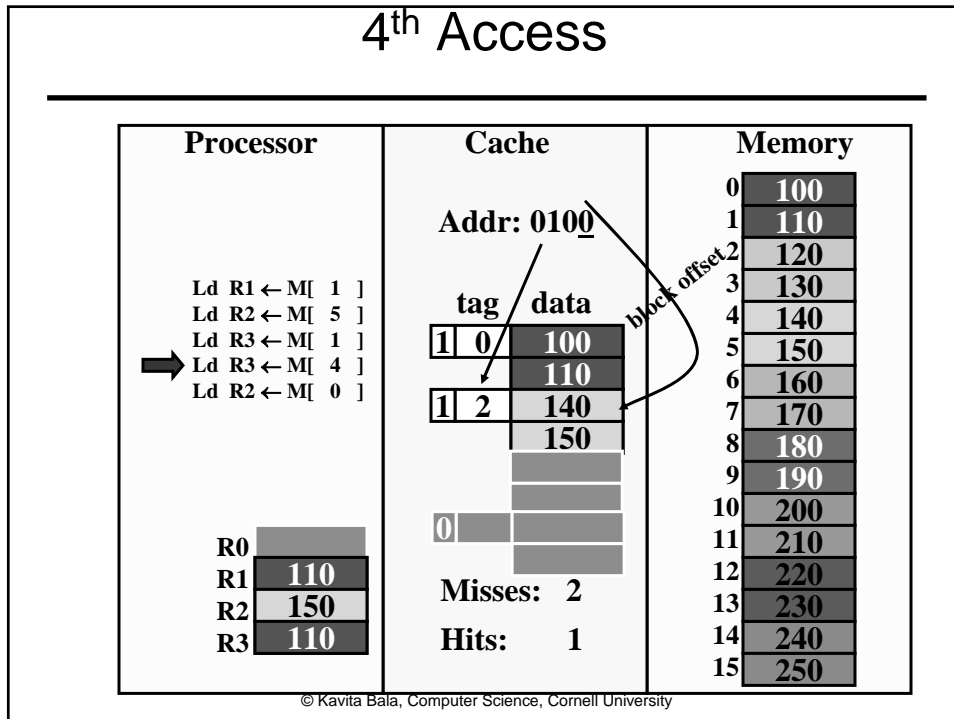 4th Access
Processor
Ld R1 ← M[ 1 ]
Ld R2 ← M[ 5 ]
Ld R3 ← M[ 1 ]
Ld R3 ← M[ 4 ]
Ld R2 ← M[ 0 ]
R0
R1 110
R2 150
R3 110
Cache
Addr: 0100
block offset
tag data
1 0 100
110
1 2 140
150
0
Misses: 2
Hits: 1
Memory
0 100
1 110
2 120
3 130
4 140
5 150
6 160
7 170
8 180
9 190
10 200
11 210
12 220
13 230
14 240
15 250
© Kavita Bala, Computer Science, Cornell University